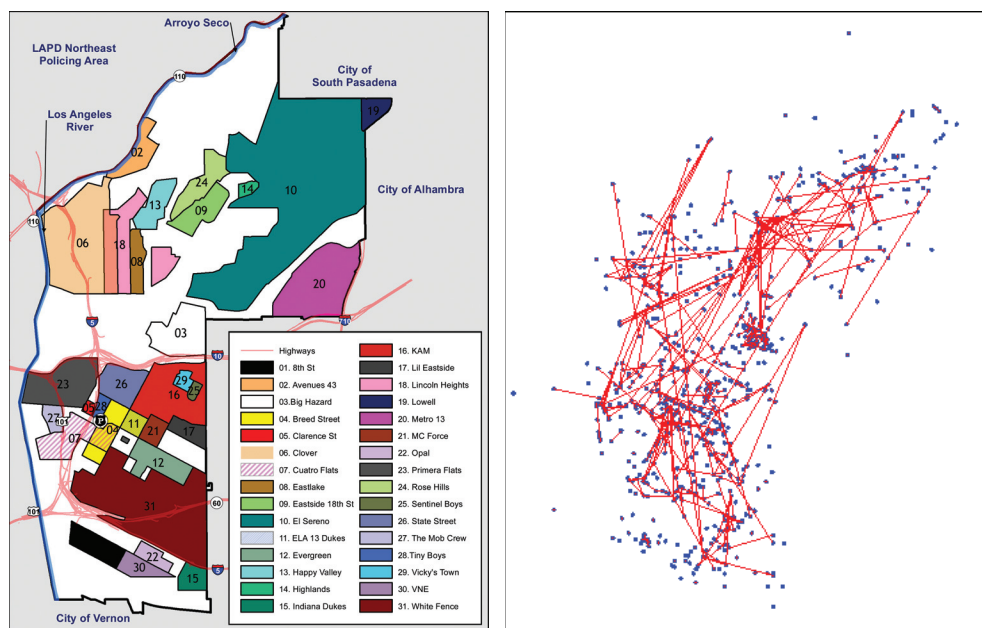 Arroyo Seco
LAPD Northeast
Policing Area
110
City of
South Pasadena
Los Angeles
River
19
02
City of Alhambra
24
14
10
13
09
110
06
18
08
20
03
5
10
10
23
26
29
16
25
05
28
27
101
P
04
11
21
17
07
12
31
60
101
22
30
15
5
City of Vernon
Highways
01. 8th St
02. Avenues 43
03.Big Hazard
04. Breed Street
05. Clarence St
06. Clover
07. Cuatro Flats
08. Eastlake
09. Eastside 18th St
10. El Sereno
11. ELA 13 Dukes
12. Evergreen
13. Happy Valley
14. Highlands
15. Indiana Dukes
16. KAM
17. Lil Eastside
18. Lincoln Heights
19. Lowell
20. Metro 13
21. MC Force
22. Opal
23. Primera Flats
24. Rose Hills
25. Sentinel Boys
26. State Street
27. The Mob Crew
28.Tiny Boys
29. Vicky's Town
30. VNE
31. White Fence